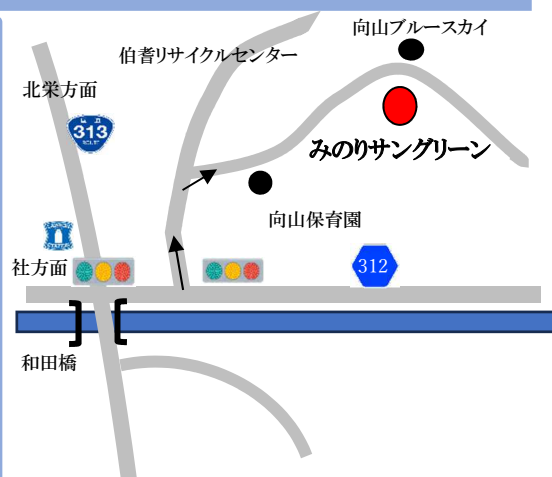 向山ブルースカイ
伯耆リサイクルセンター
北栄方面
313
みのりサングリーン
向山保育園
社方面
312
和田橋